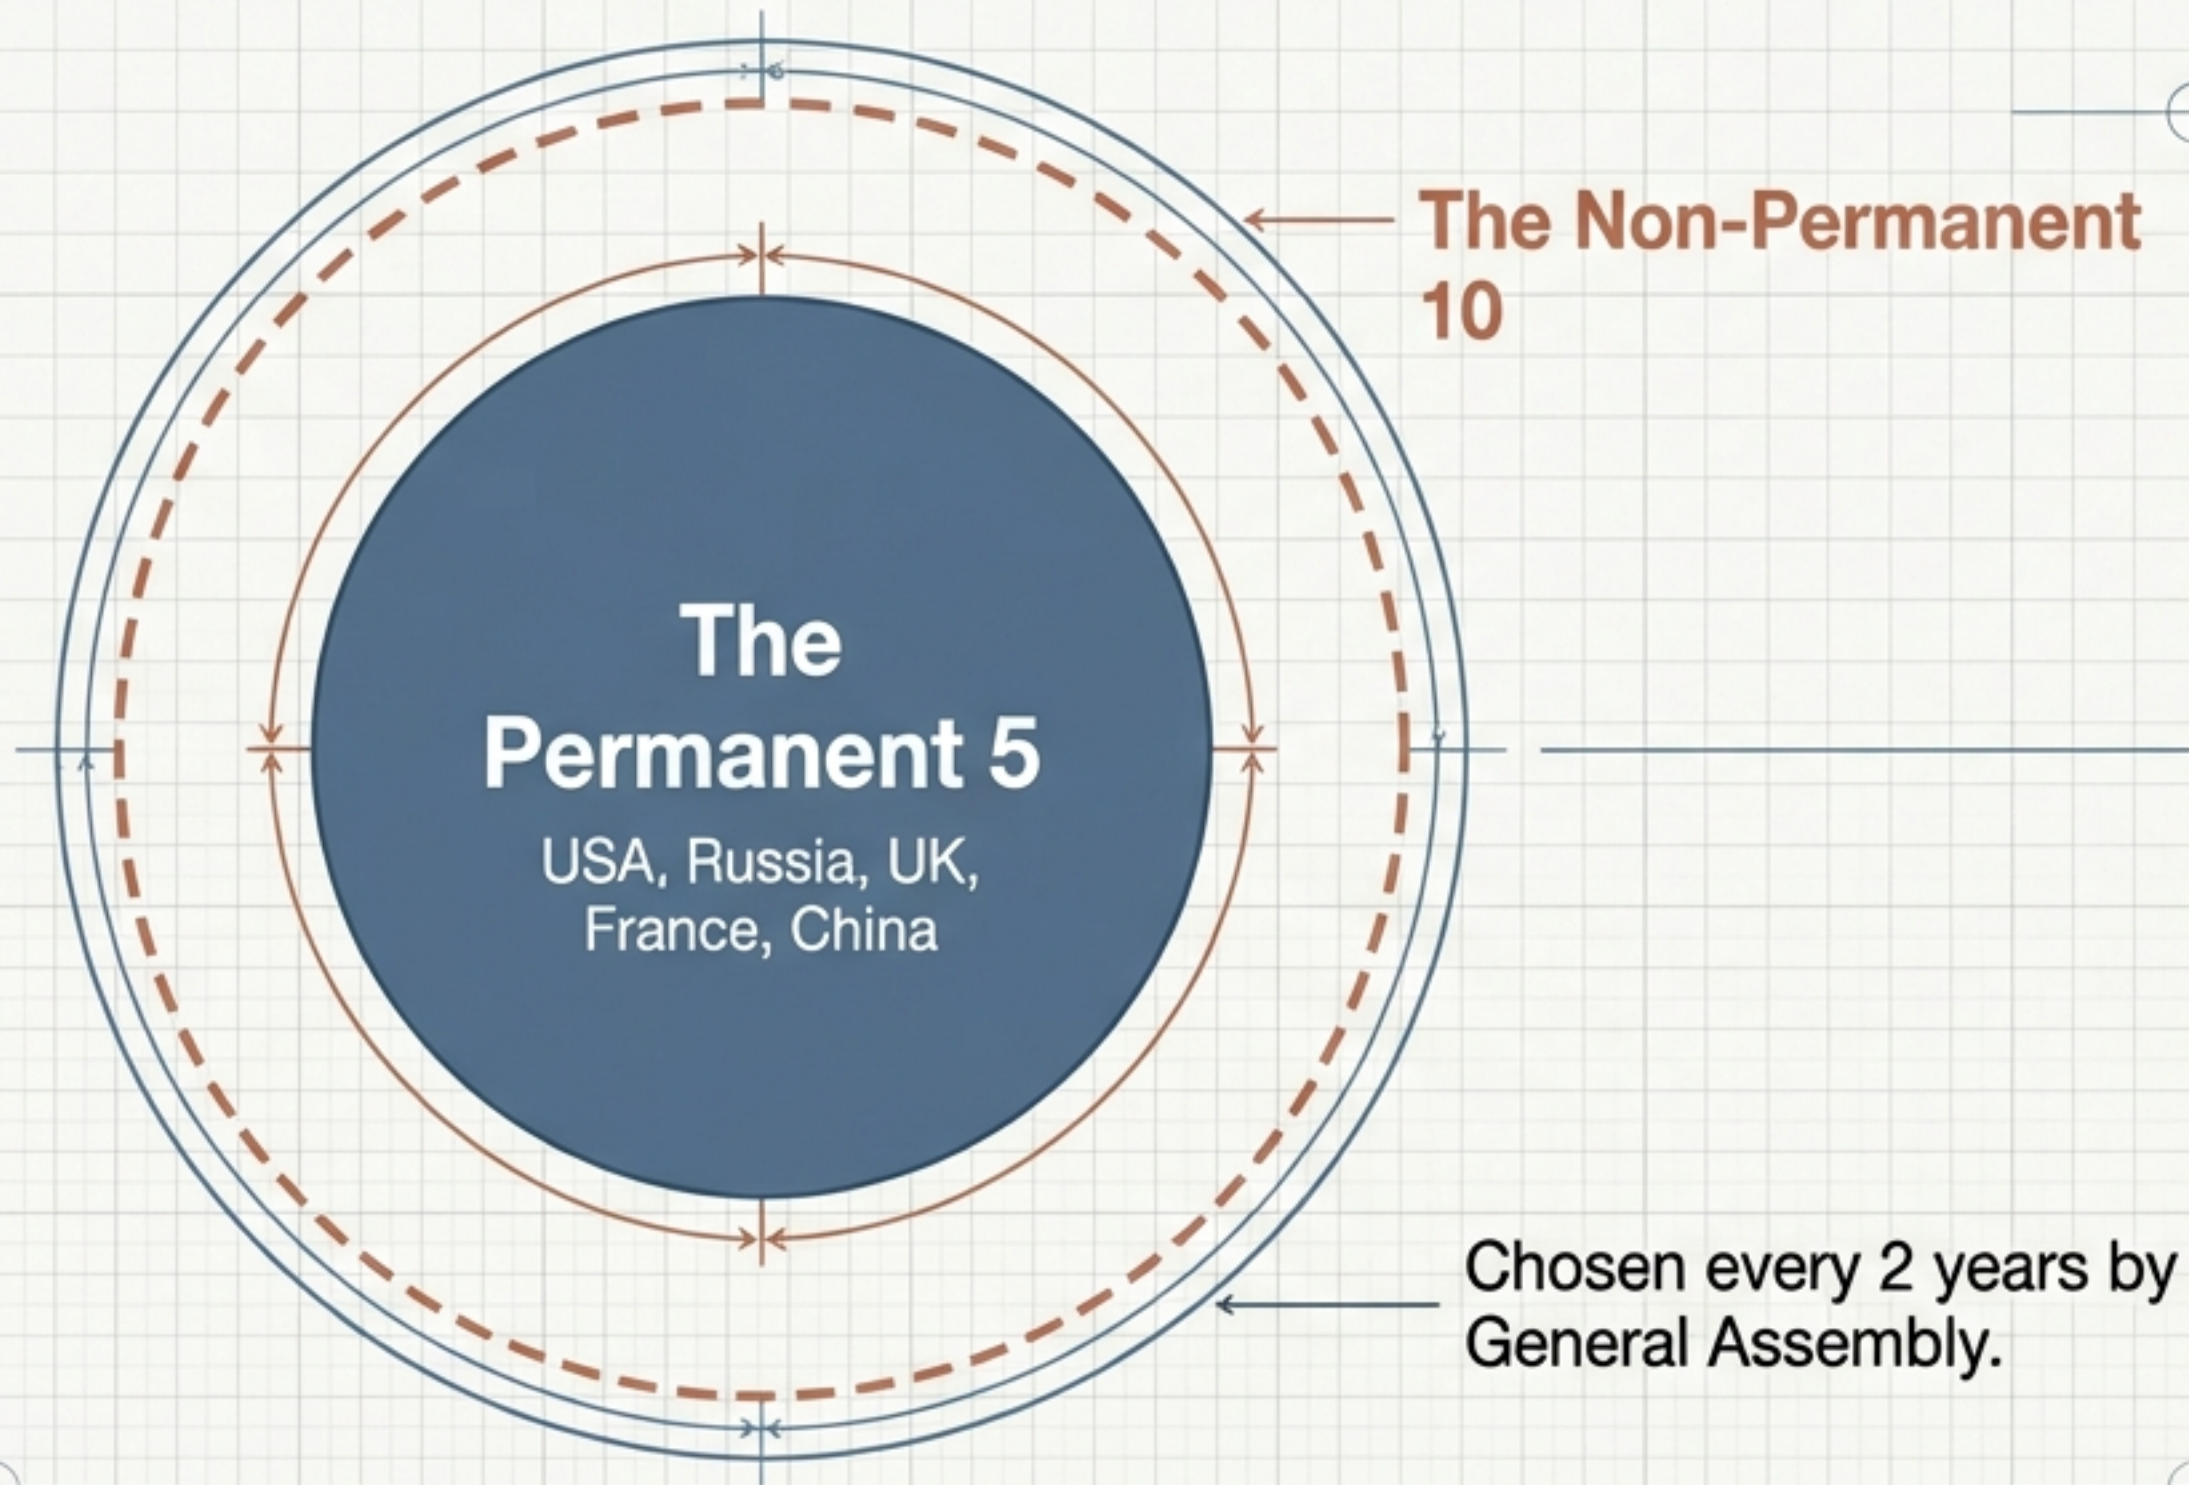 The Non-Permanent
10
The
Permanent 5
USA, Russia, UK,
France, China
Chosen every 2 years by
General Assembly.